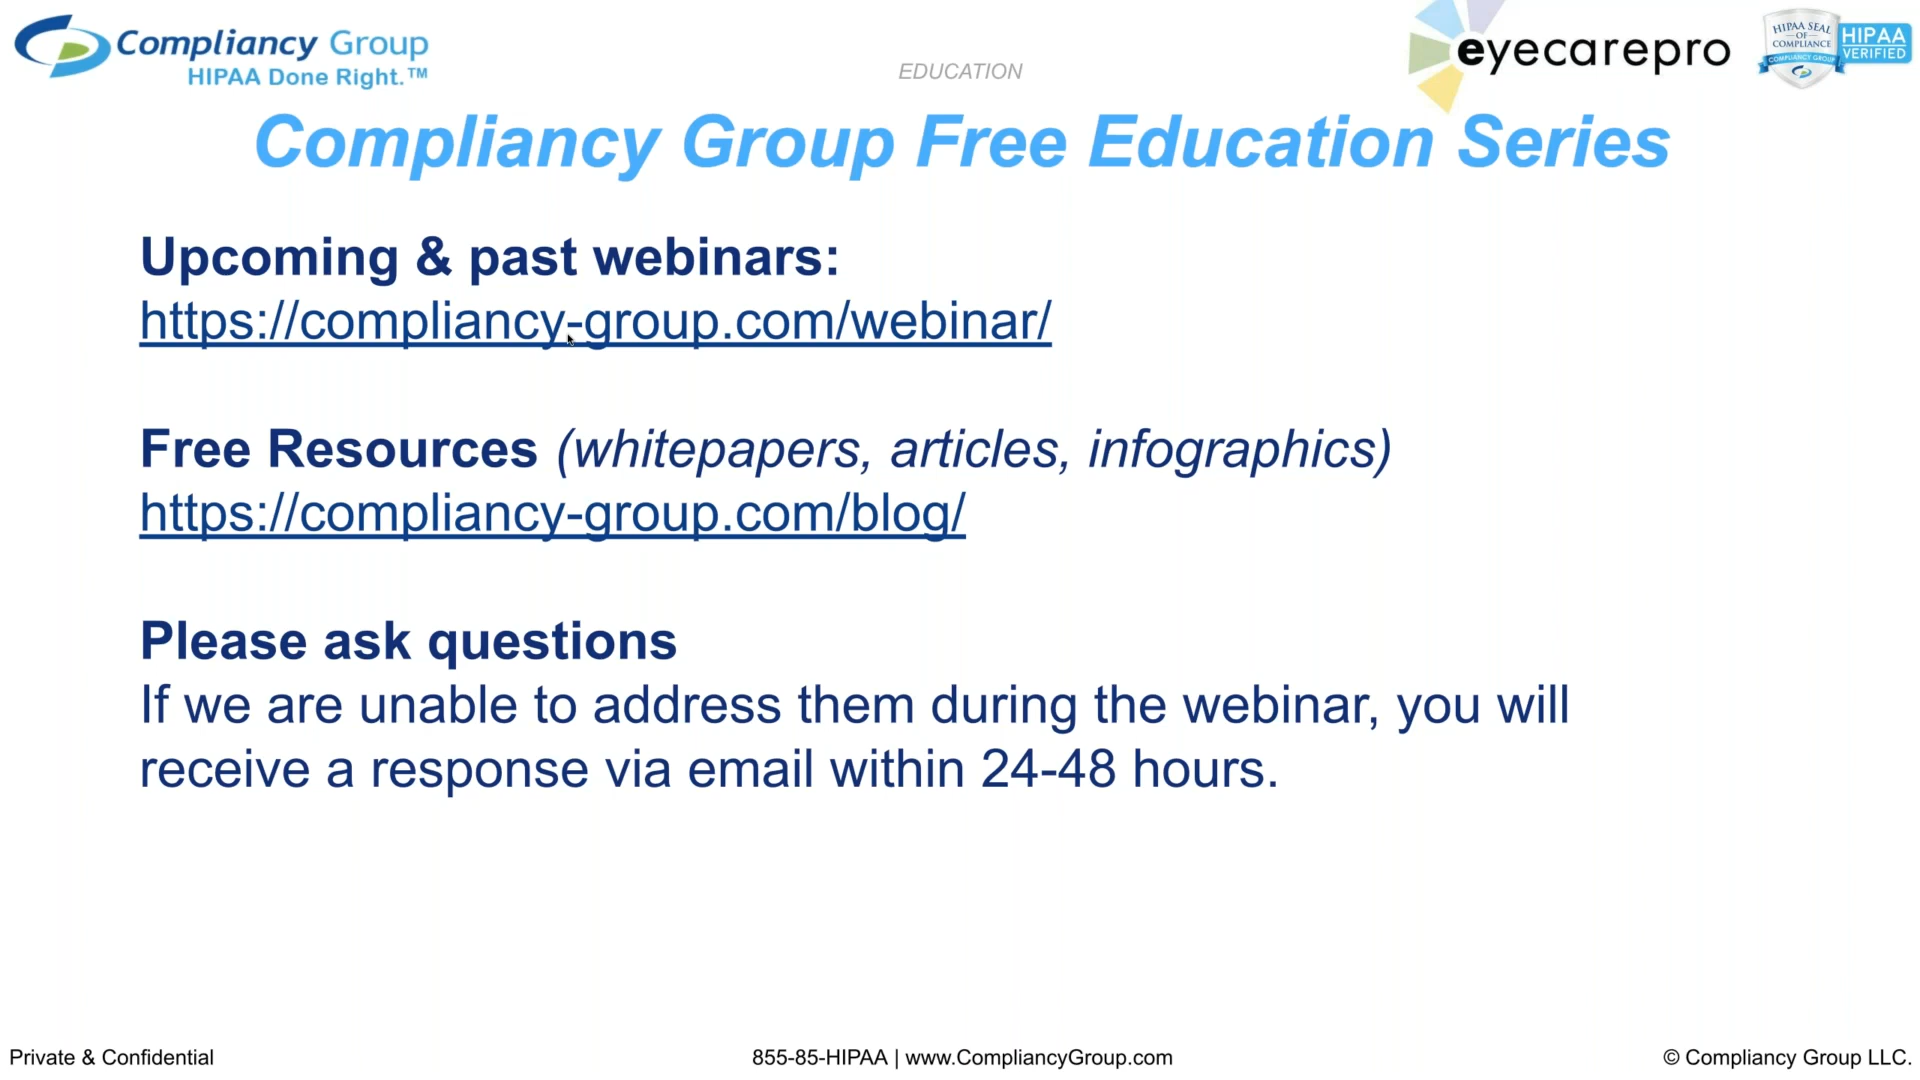 Compliancy Group
HIPAA Done Right.™
EDUCATION
eyecarepro
HIPAA SEAL
OF
COMPLIANCE
COMPLIANCY GROUP
HIPAA
VERIFIED
Compliancy Group Free Education Series
Upcoming & past webinars:
https://compliancy-group.com/webinar/
Free Resources (whitepapers, articles, infographics)
https://compliancy-group.com/blog/
Please ask questions
If we are unable to address them during the webinar, you will
receive a response via email within 24-48 hours.
Private & Confidential
855-85-HIPAA | www.CompliancyGroup.com
© Compliancy Group LLC.